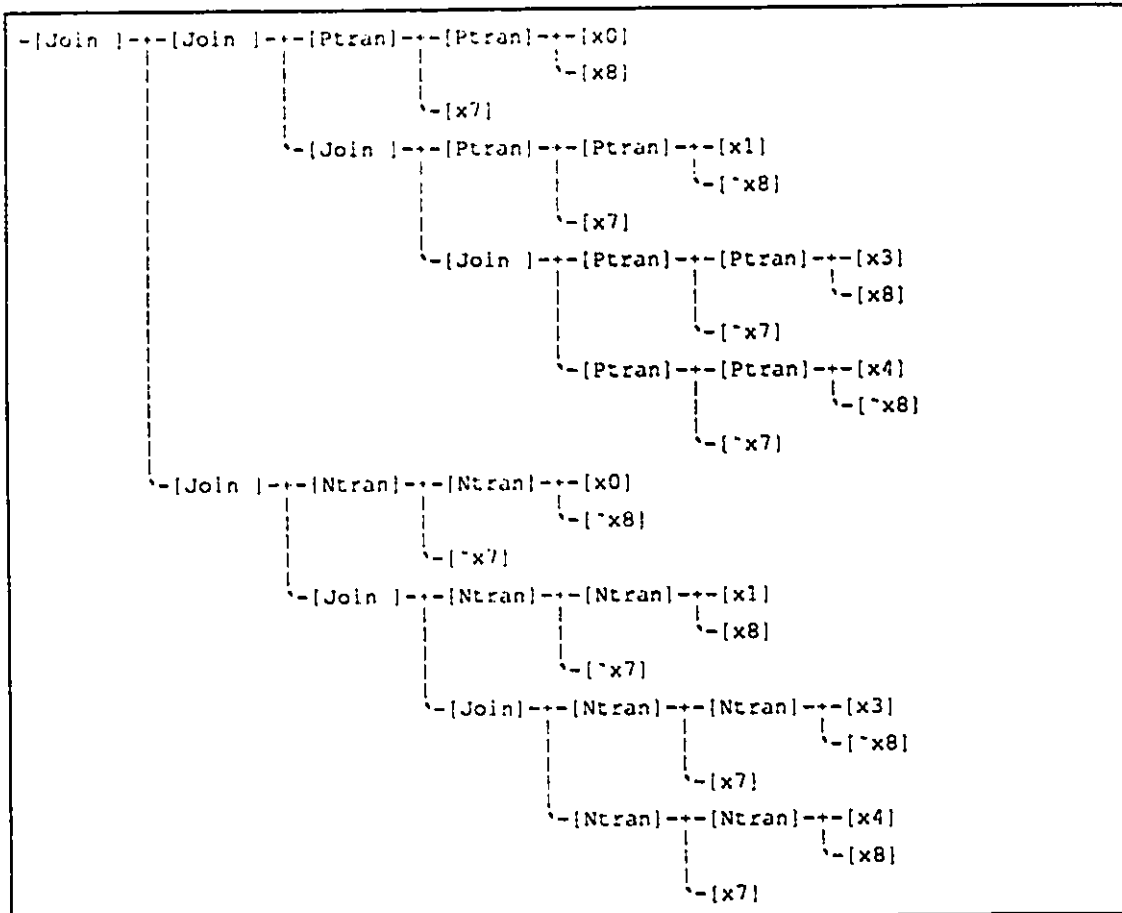 -[Join ]-+-[Join ]-+-[Ptran]-+-[Ptran]-+-[x0]
`-[x8]
`-[x7]
`-[Join ]-+-[Ptran]-+-[Ptran]-+-[x1]
`-[~x8]
`-[x7]
`-[Join ]-+-[Ptran]-+-[Ptran]-+-[x3]
`-[x8]
`-[~x7]
`-[Ptran]-+-[Ptran]-+-[x4]
`-[~x8]
`-[~x7]
`-[Join ]-+-[Ntran]-+-[Ntran]-+-[x0]
`-[~x8]
`-[~x7]
`-[Join ]-+-[Ntran]-+-[Ntran]-+-[x1]
`-[x8]
`-[~x7]
`-[Join]-+-[Ntran]-+-[Ntran]-+-[x3]
`-[~x8]
`-[x7]
`-[Ntran]-+-[Ntran]-+-[x4]
`-[x8]
`-[x7]